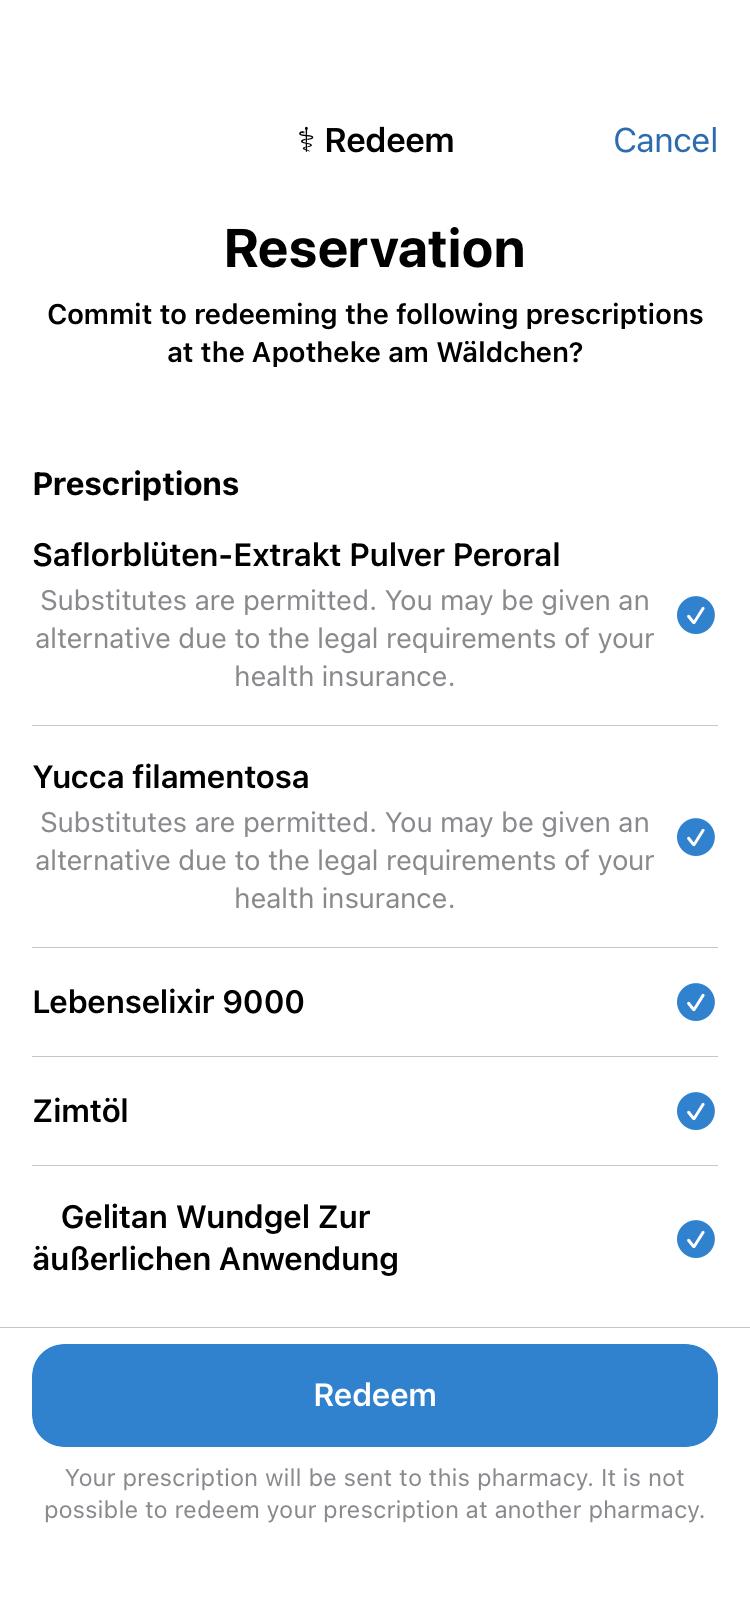 ⚕ Redeem
Cancel
Reservation
Commit to redeeming the following prescriptions
at the Apotheke am Wäldchen?
Prescriptions
Saflorblüten-Extrakt Pulver Peroral
Substitutes are permitted. You may be given an
alternative due to the legal requirements of your
health insurance.
Yucca filamentosa
Substitutes are permitted. You may be given an
alternative due to the legal requirements of your
health insurance.
Lebenselixir 9000
Zimtöl
Gelitan Wundgel Zur
äußerlichen Anwendung
Redeem
Your prescription will be sent to this pharmacy. It is not
possible to redeem your prescription at another pharmacy.